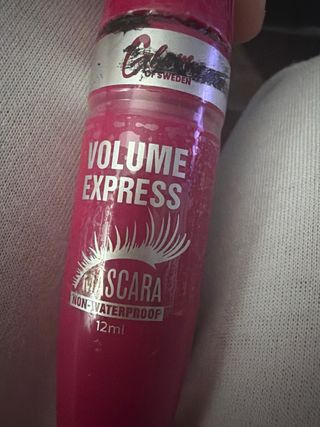 OF SWEDEN
VOLUME
EXPRESS
MASCARA
NON-WATERPROOF
12ml